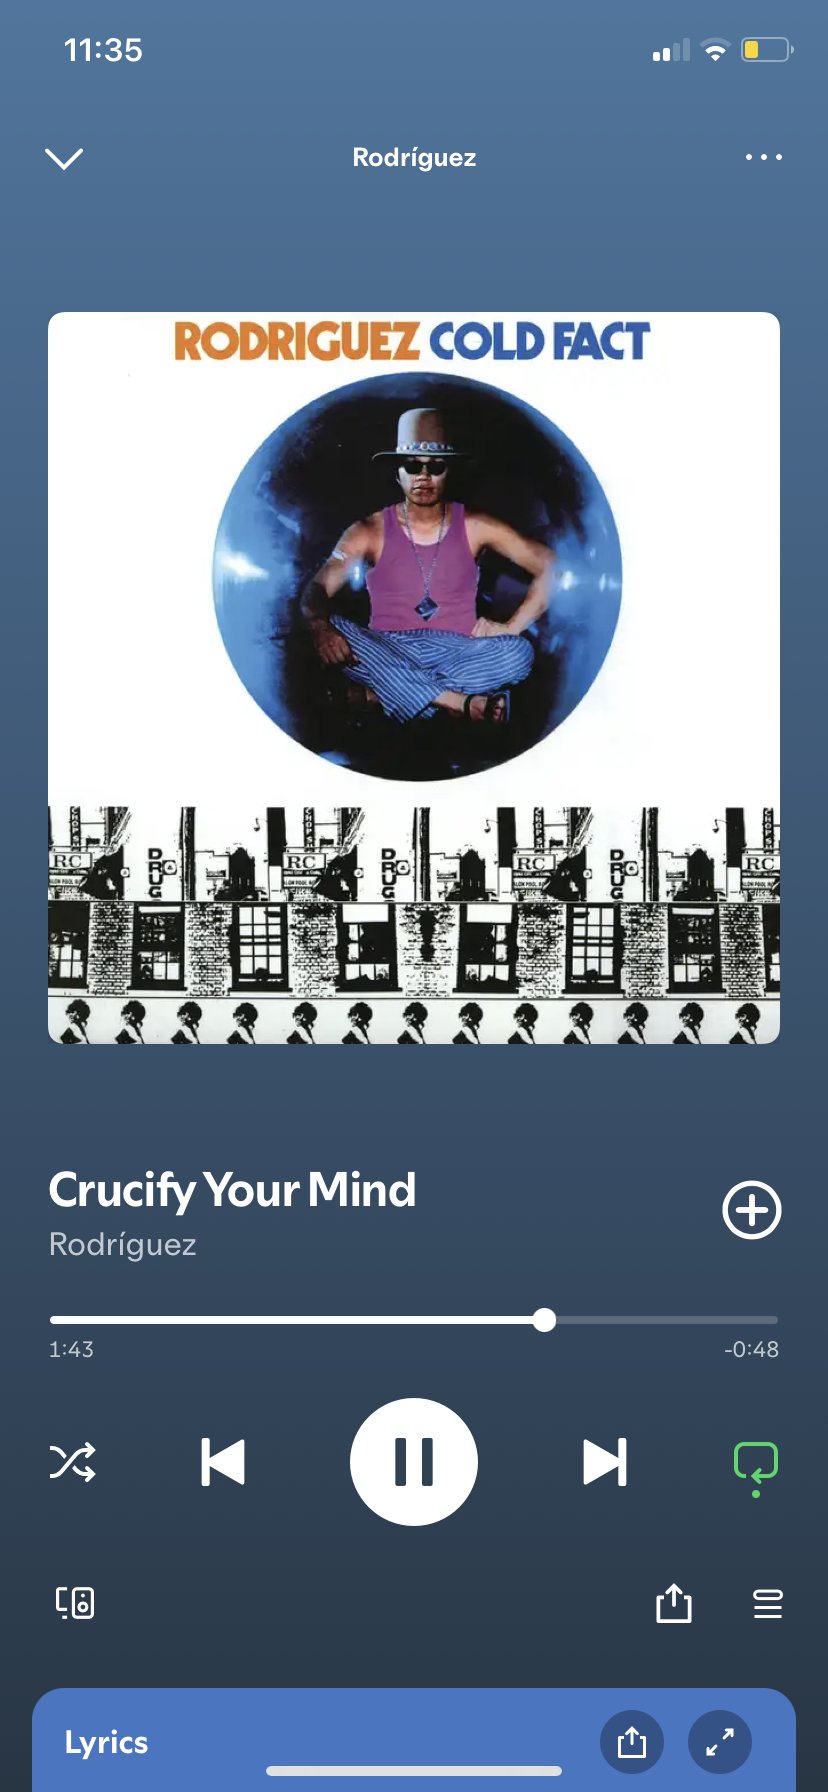 11:35
Rodríguez
RODRIGUEZ COLD FACT
RC
DRUG
RC
DRUG
RC
DRUG
RC
Crucify Your Mind
Rodríguez
1:43
-0:48
Lyrics